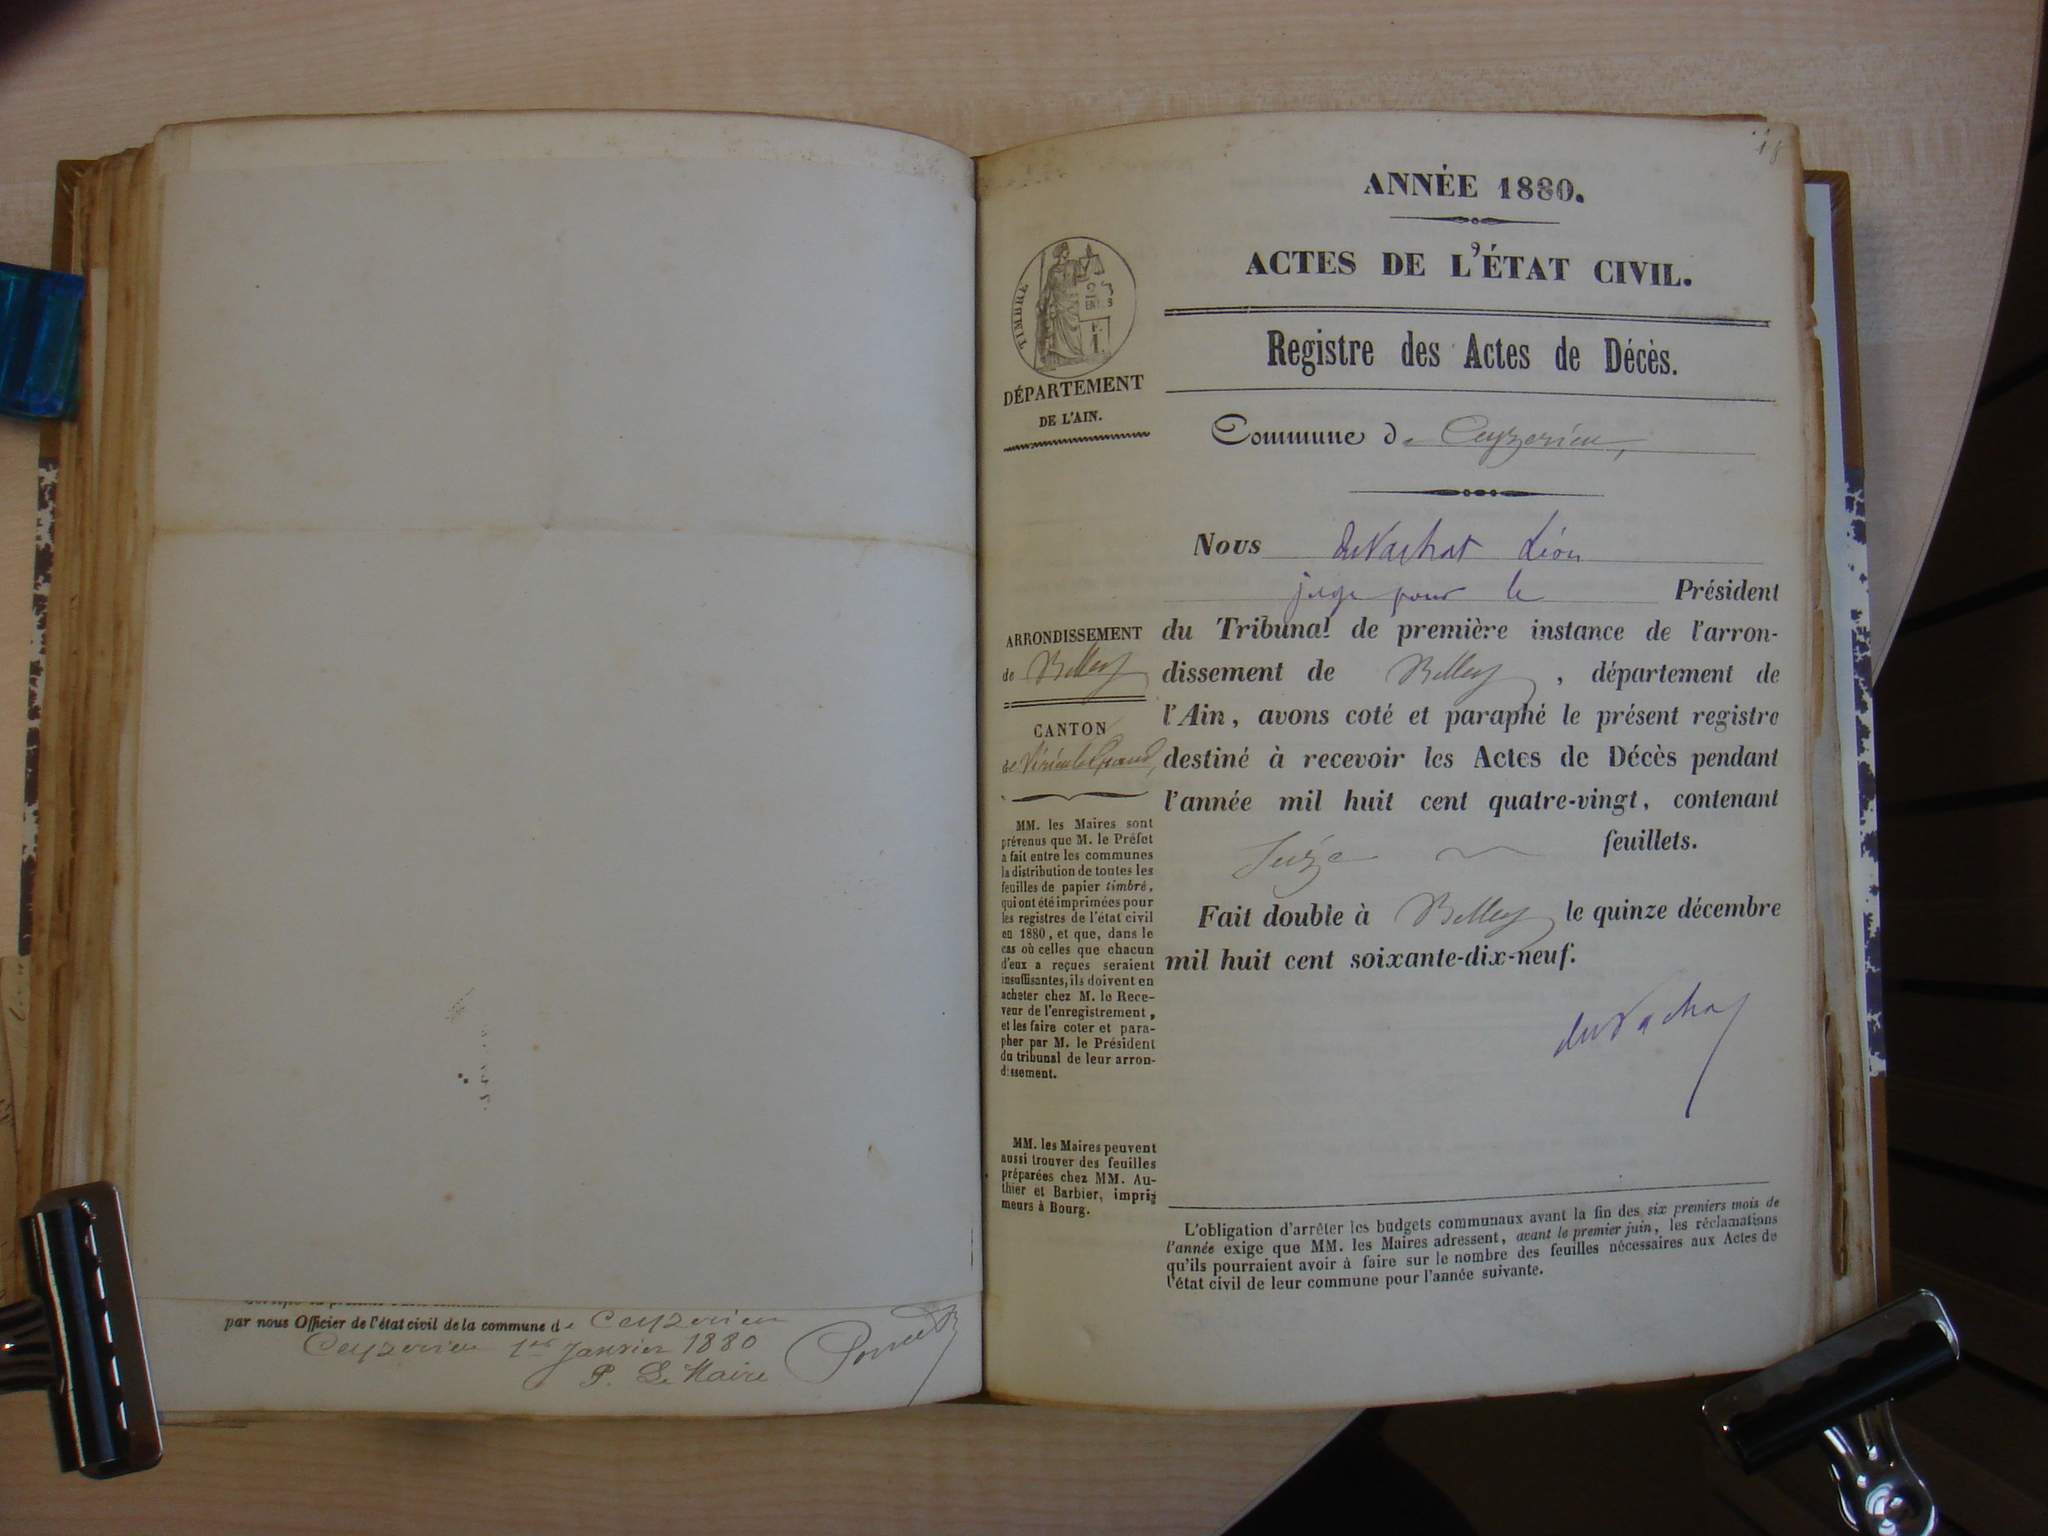 par nous Officier de l'état civil de la commune de Ceyzerieu
Ceyzerieu 1er Janvier 1880
P. Le Maire
18
ANNÉE 1880.
ACTES DE L'ÉTAT CIVIL.
Registre des Actes de Décès.
Commune de Ceyzerieu,
TIMBRE
DÉPARTEMENT
DE L'AIN.
ARRONDISSEMENT
de Belley
CANTON
de Virieu le Grand,
MM. les Maires sont
prévenus que M. le Préfet
a fait entre les communes
la distribution de toutes les
feuilles de papier timbré,
qui ont été imprimées pour
les registres de l'état civil
en 1880, et que, dans le
cas où celles que chacun
d'eux a reçues seraient
insuffisantes, ils doivent en
acheter chez M. le Rece-
veur de l'enregistrement,
et les faire coter et para-
pher par M. le Président
du tribunal de leur arron-
dissement.
MM. les Maires peuvent
aussi trouver des feuilles
préparées chez MM. Au-
thier et Barbier, impri-
meurs à Bourg.
Nous duVachat Léon
juge pour le Président
du Tribunal de première instance de l'arron-
dissement de Belley, département de
l'Ain, avons coté et paraphé le présent registre
destiné à recevoir les Actes de Décès pendant
l'année mil huit cent quatre-vingt, contenant
Seize feuillets.
Fait double à Belley le quinze décembre
mil huit cent soixante-dix-neuf.
duVachat
L'obligation d'arrêter les budgets communaux avant la fin des six premiers mois de
l'année exige que MM. les Maires adressent, avant le premier juin, les réclamations
qu'ils pourraient avoir à faire sur le nombre des feuilles nécessaires aux Actes de
l'état civil de leur commune pour l'année suivante.